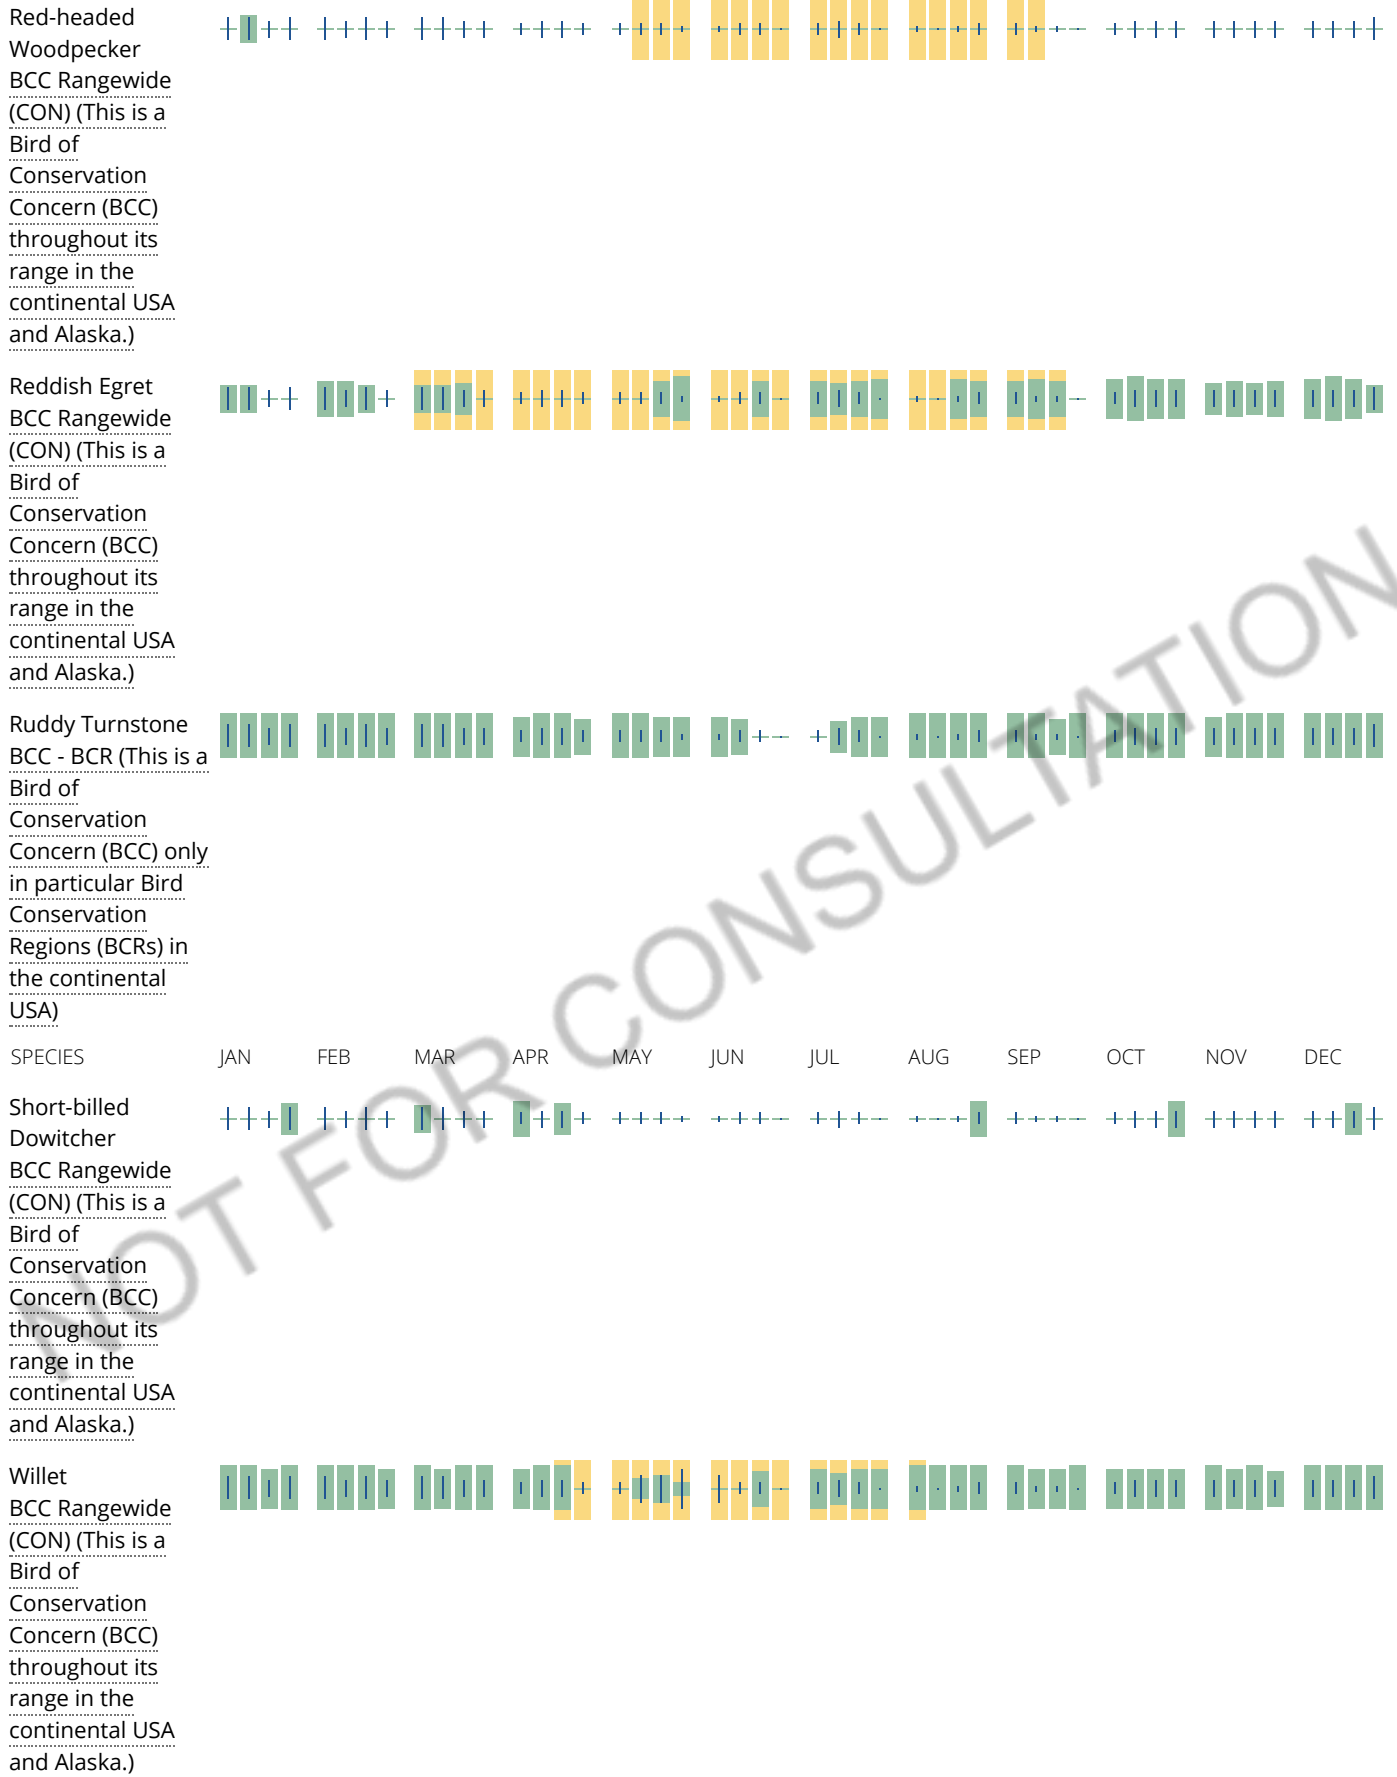 Red-headed
Woodpecker
BCC Rangewide
(CON) (This is a
Bird of
Conservation
Concern (BCC)
throughout its
range in the
continental USA
and Alaska.)
Reddish Egret
BCC Rangewide
(CON) (This is a
Bird of
Conservation
Concern (BCC)
throughout its
range in the
continental USA
and Alaska.)
Ruddy Turnstone
BCC - BCR (This is a
Bird of
Conservation
Concern (BCC) only
in particular Bird
Conservation
Regions (BCRs) in
the continental
USA)
SPECIES JAN FEB MAR APR MAY JUN JUL AUG SEP OCT NOV DEC
Short-billed
Dowitcher
BCC Rangewide
(CON) (This is a
Bird of
Conservation
Concern (BCC)
throughout its
range in the
continental USA
and Alaska.)
Willet
BCC Rangewide
(CON) (This is a
Bird of
Conservation
Concern (BCC)
throughout its
range in the
continental USA
and Alaska.)
NOT FOR CONSULTATION